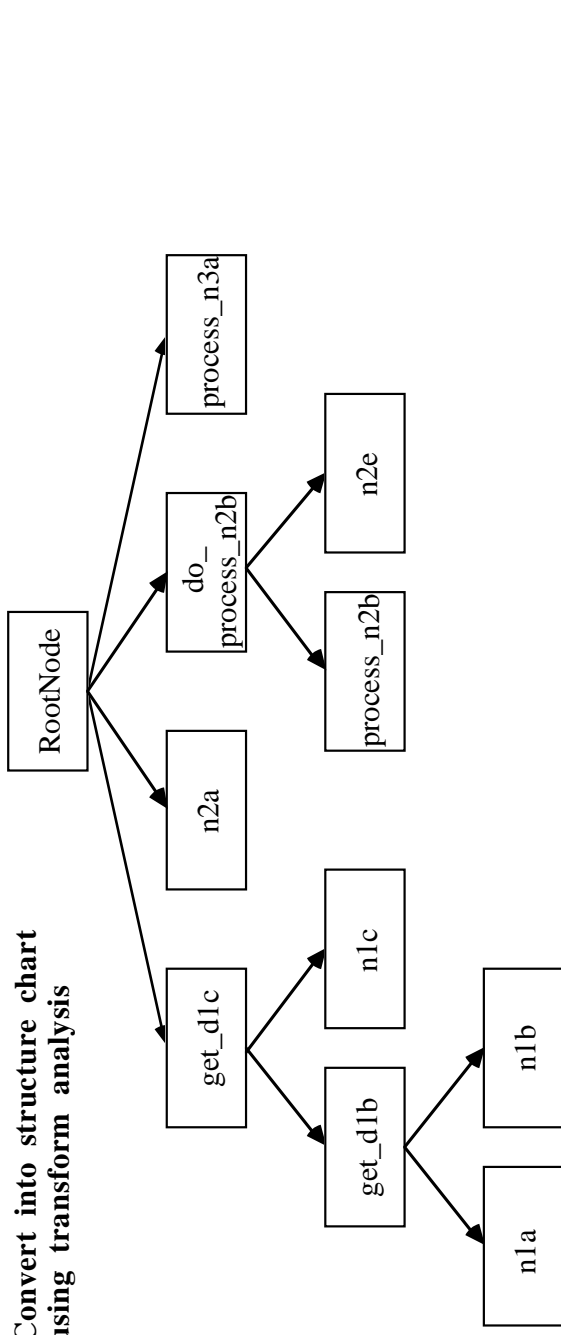 Convert into structure chart
using transform analysis
RootNode
get_d1c
n2a
do_
process_n2b
process_n3a
get_d1b
n1c
process_n2b
n2e
n1a
n1b